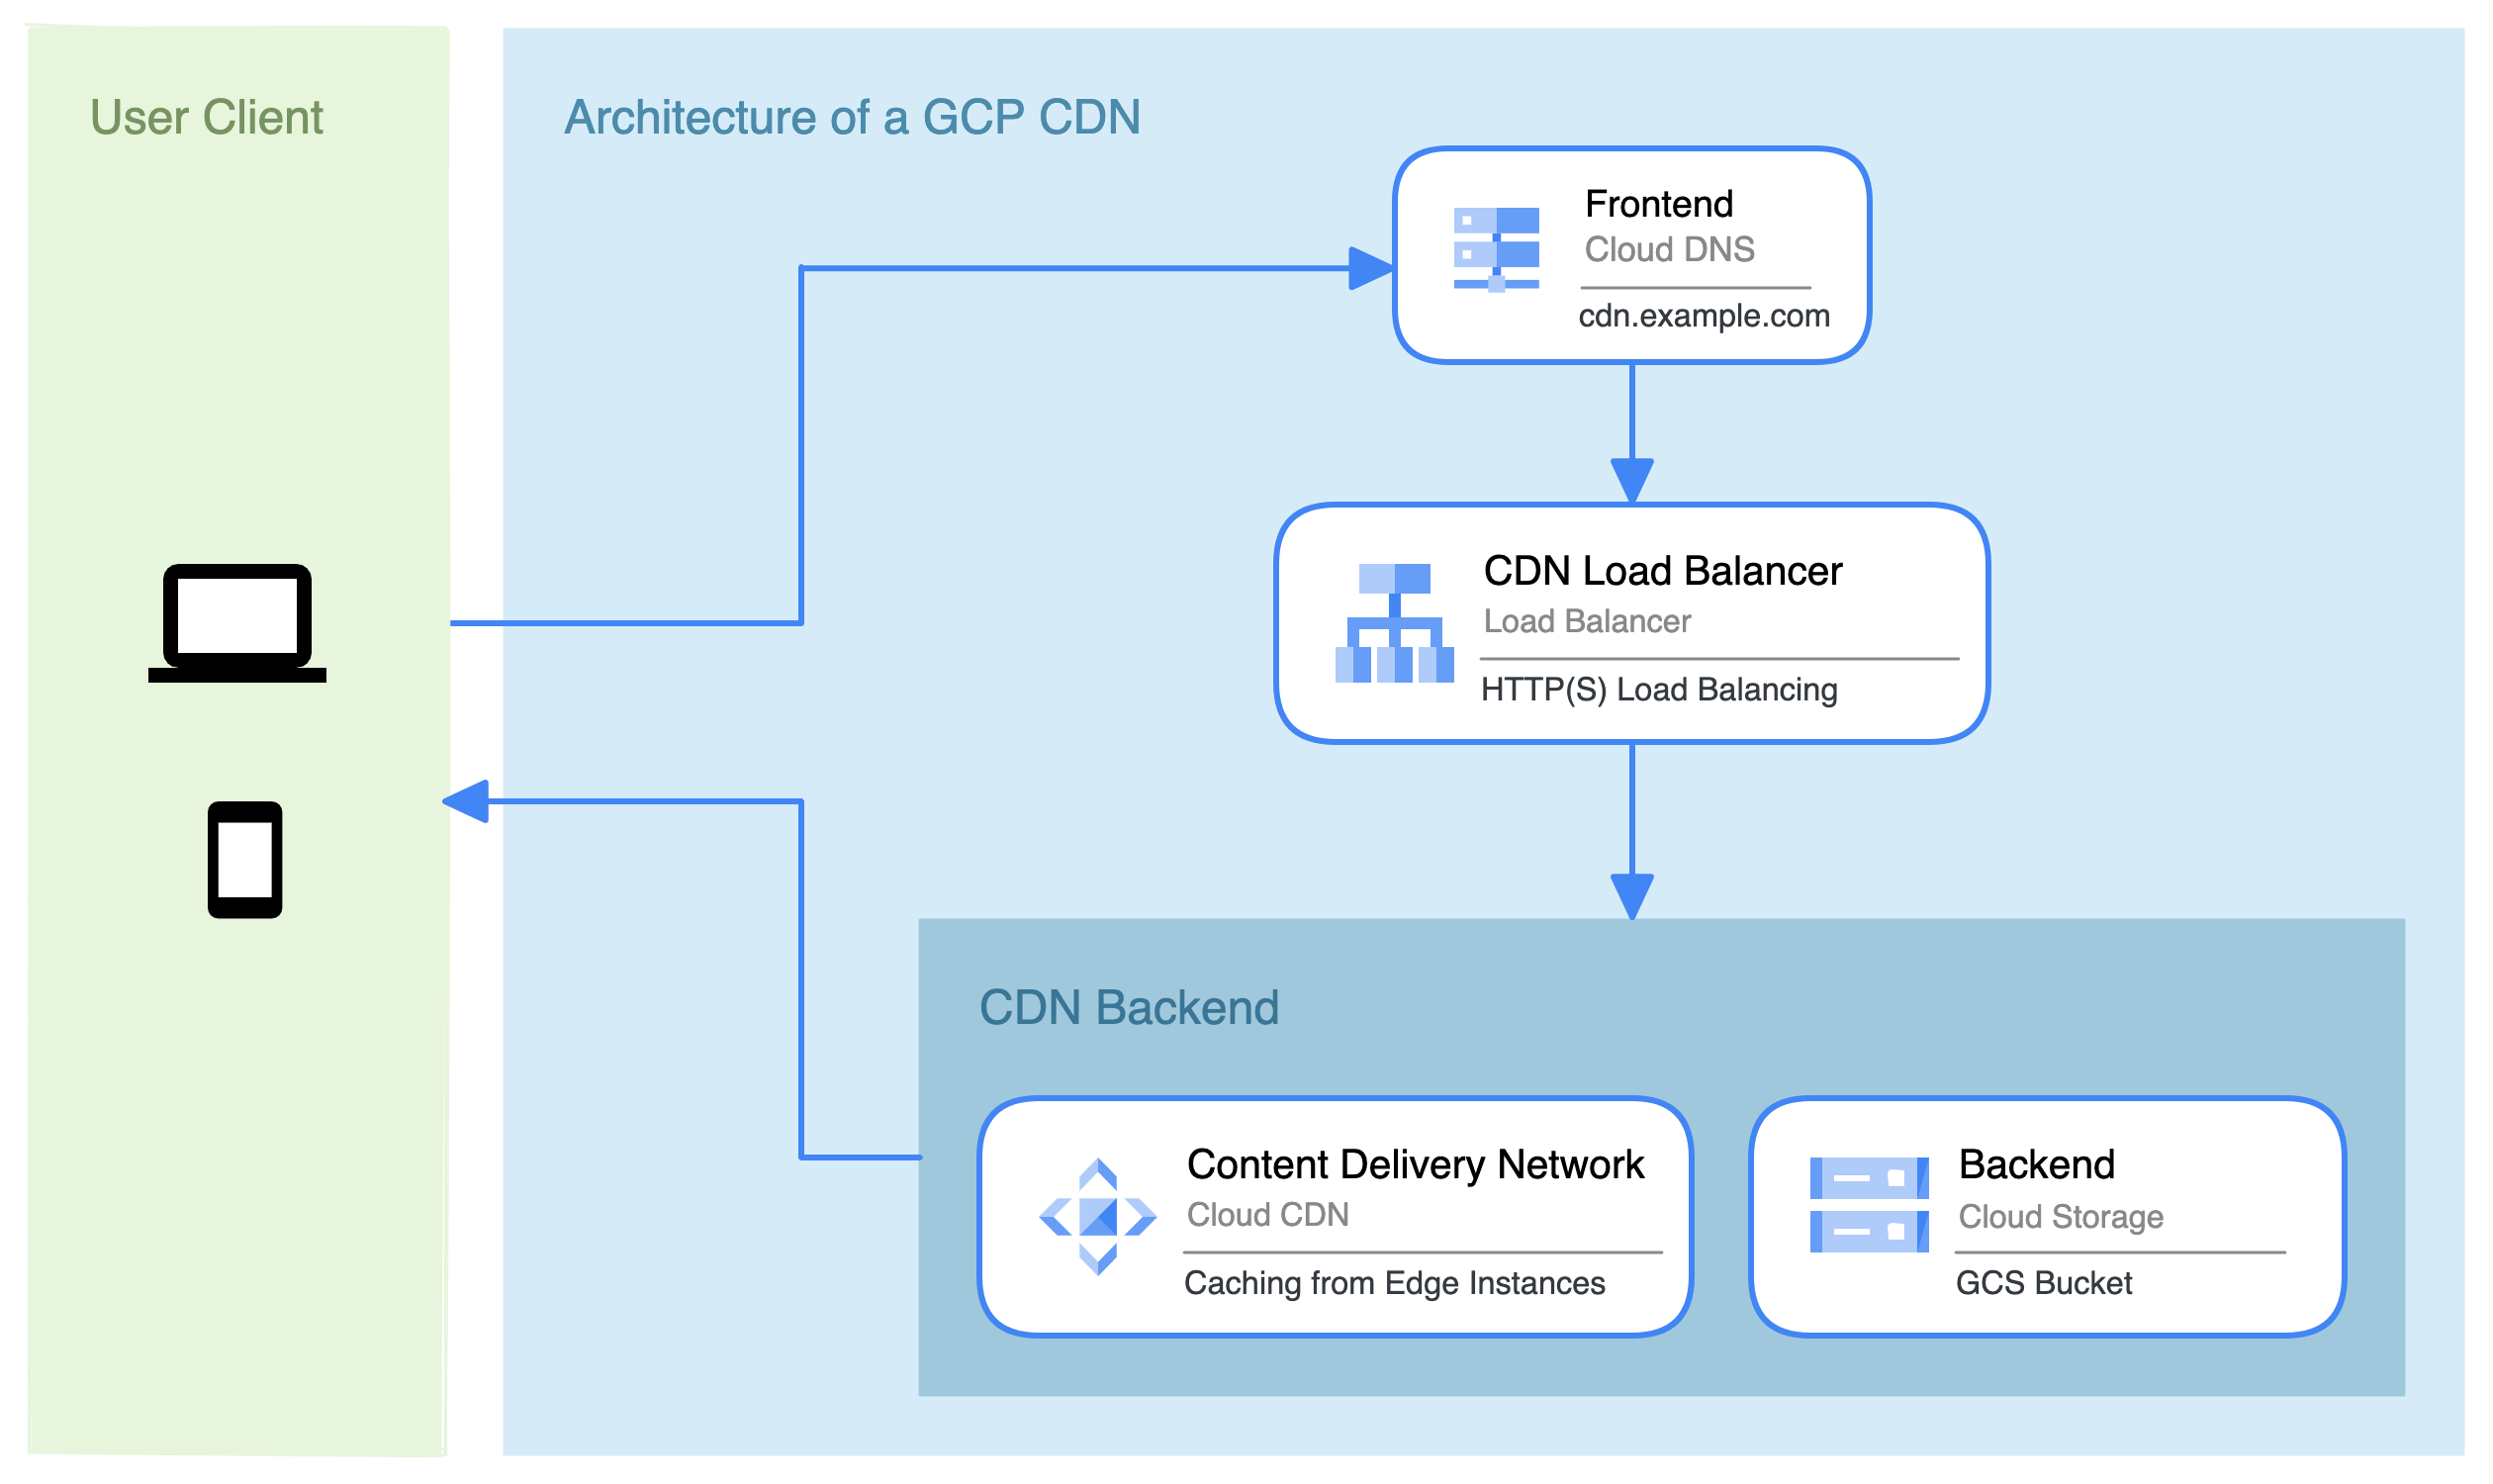 User Client
Architecture of a GCP CDN
Frontend
Cloud DNS
cdn.example.com
CDN Load Balancer
Load Balancer
HTTP(S) Load Balancing
CDN Backend
Content Delivery Network
Cloud CDN
Caching from Edge Instances
Backend
Cloud Storage
GCS Bucket